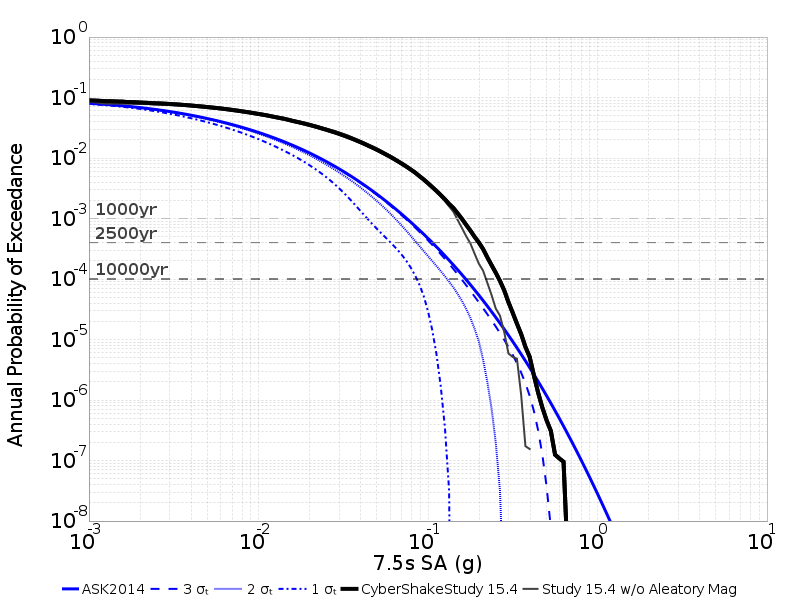 10^0
10^-1
10^-2
10^-3
10^-4
10^-5
10^-6
10^-7
10^-8
Annual Probability of Exceedance
1000yr
2500yr
10000yr
10^-3 10^-2 10^-1 10^0 10^1
7.5s SA (g)
ASK2014 3 σₜ 2 σₜ 1 σₜ CyberShakeStudy 15.4 Study 15.4 w/o Aleatory Mag